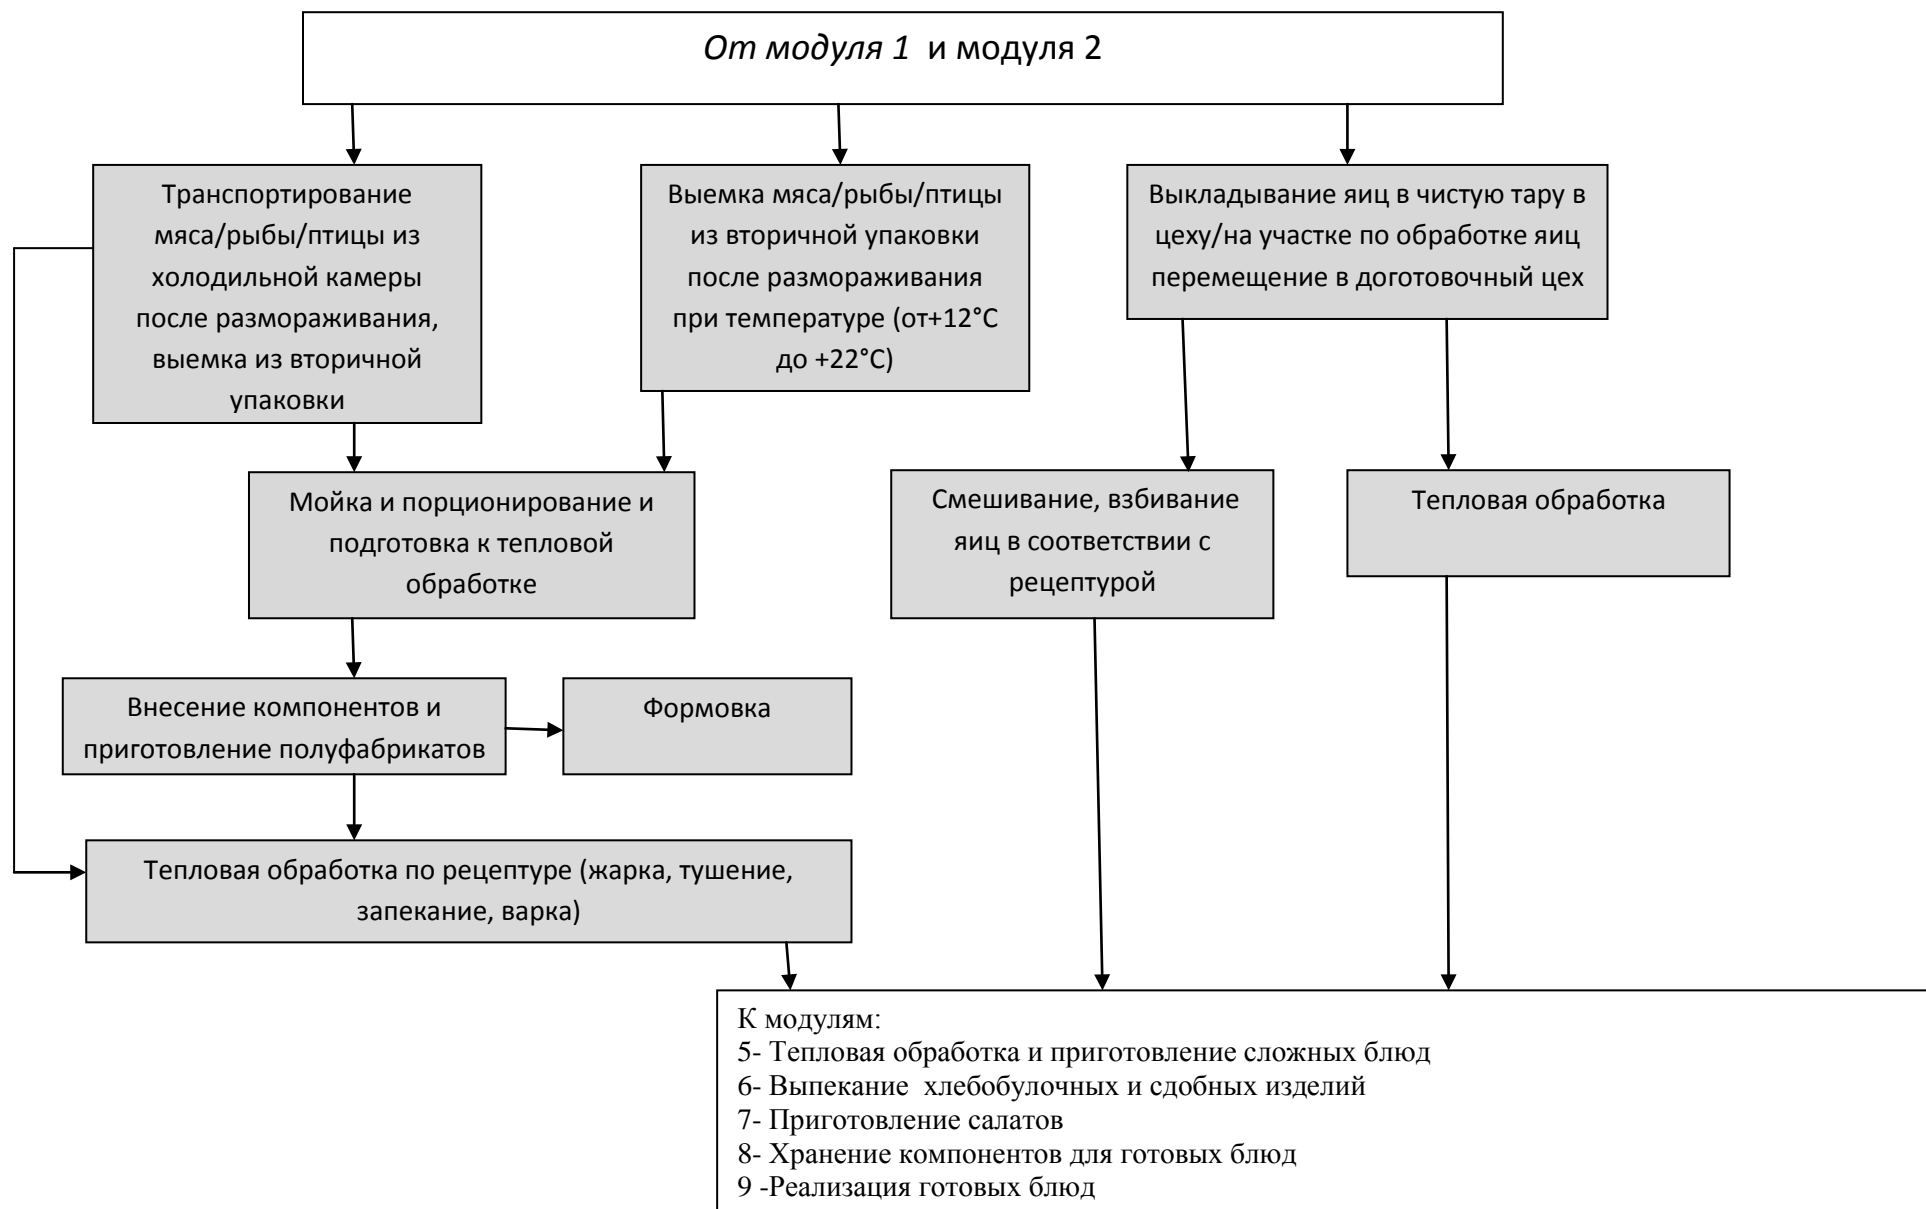 От модуля 1 и модуля 2
Транспортирование
мяса/рыбы/птицы из
холодильной камеры
после размораживания,
выемка из вторичной
упаковки
Выемка мяса/рыбы/птицы
из вторичной упаковки
после размораживания
при температуре (от+12°С
до +22°С)
Выкладывание яиц в чистую тару в
цеху/на участке по обработке яиц
перемещение в доготовочный цех
Мойка и порционирование и
подготовка к тепловой
обработке
Смешивание, взбивание
яиц в соответствии с
рецептурой
Тепловая обработка
Внесение компонентов и
приготовление полуфабрикатов
Формовка
Тепловая обработка по рецептуре (жарка, тушение,
запекание, варка)
К модулям:
5- Тепловая обработка и приготовление сложных блюд
6- Выпекание хлебобулочных и сдобных изделий
7- Приготовление салатов
8- Хранение компонентов для готовых блюд
9 -Реализация готовых блюд